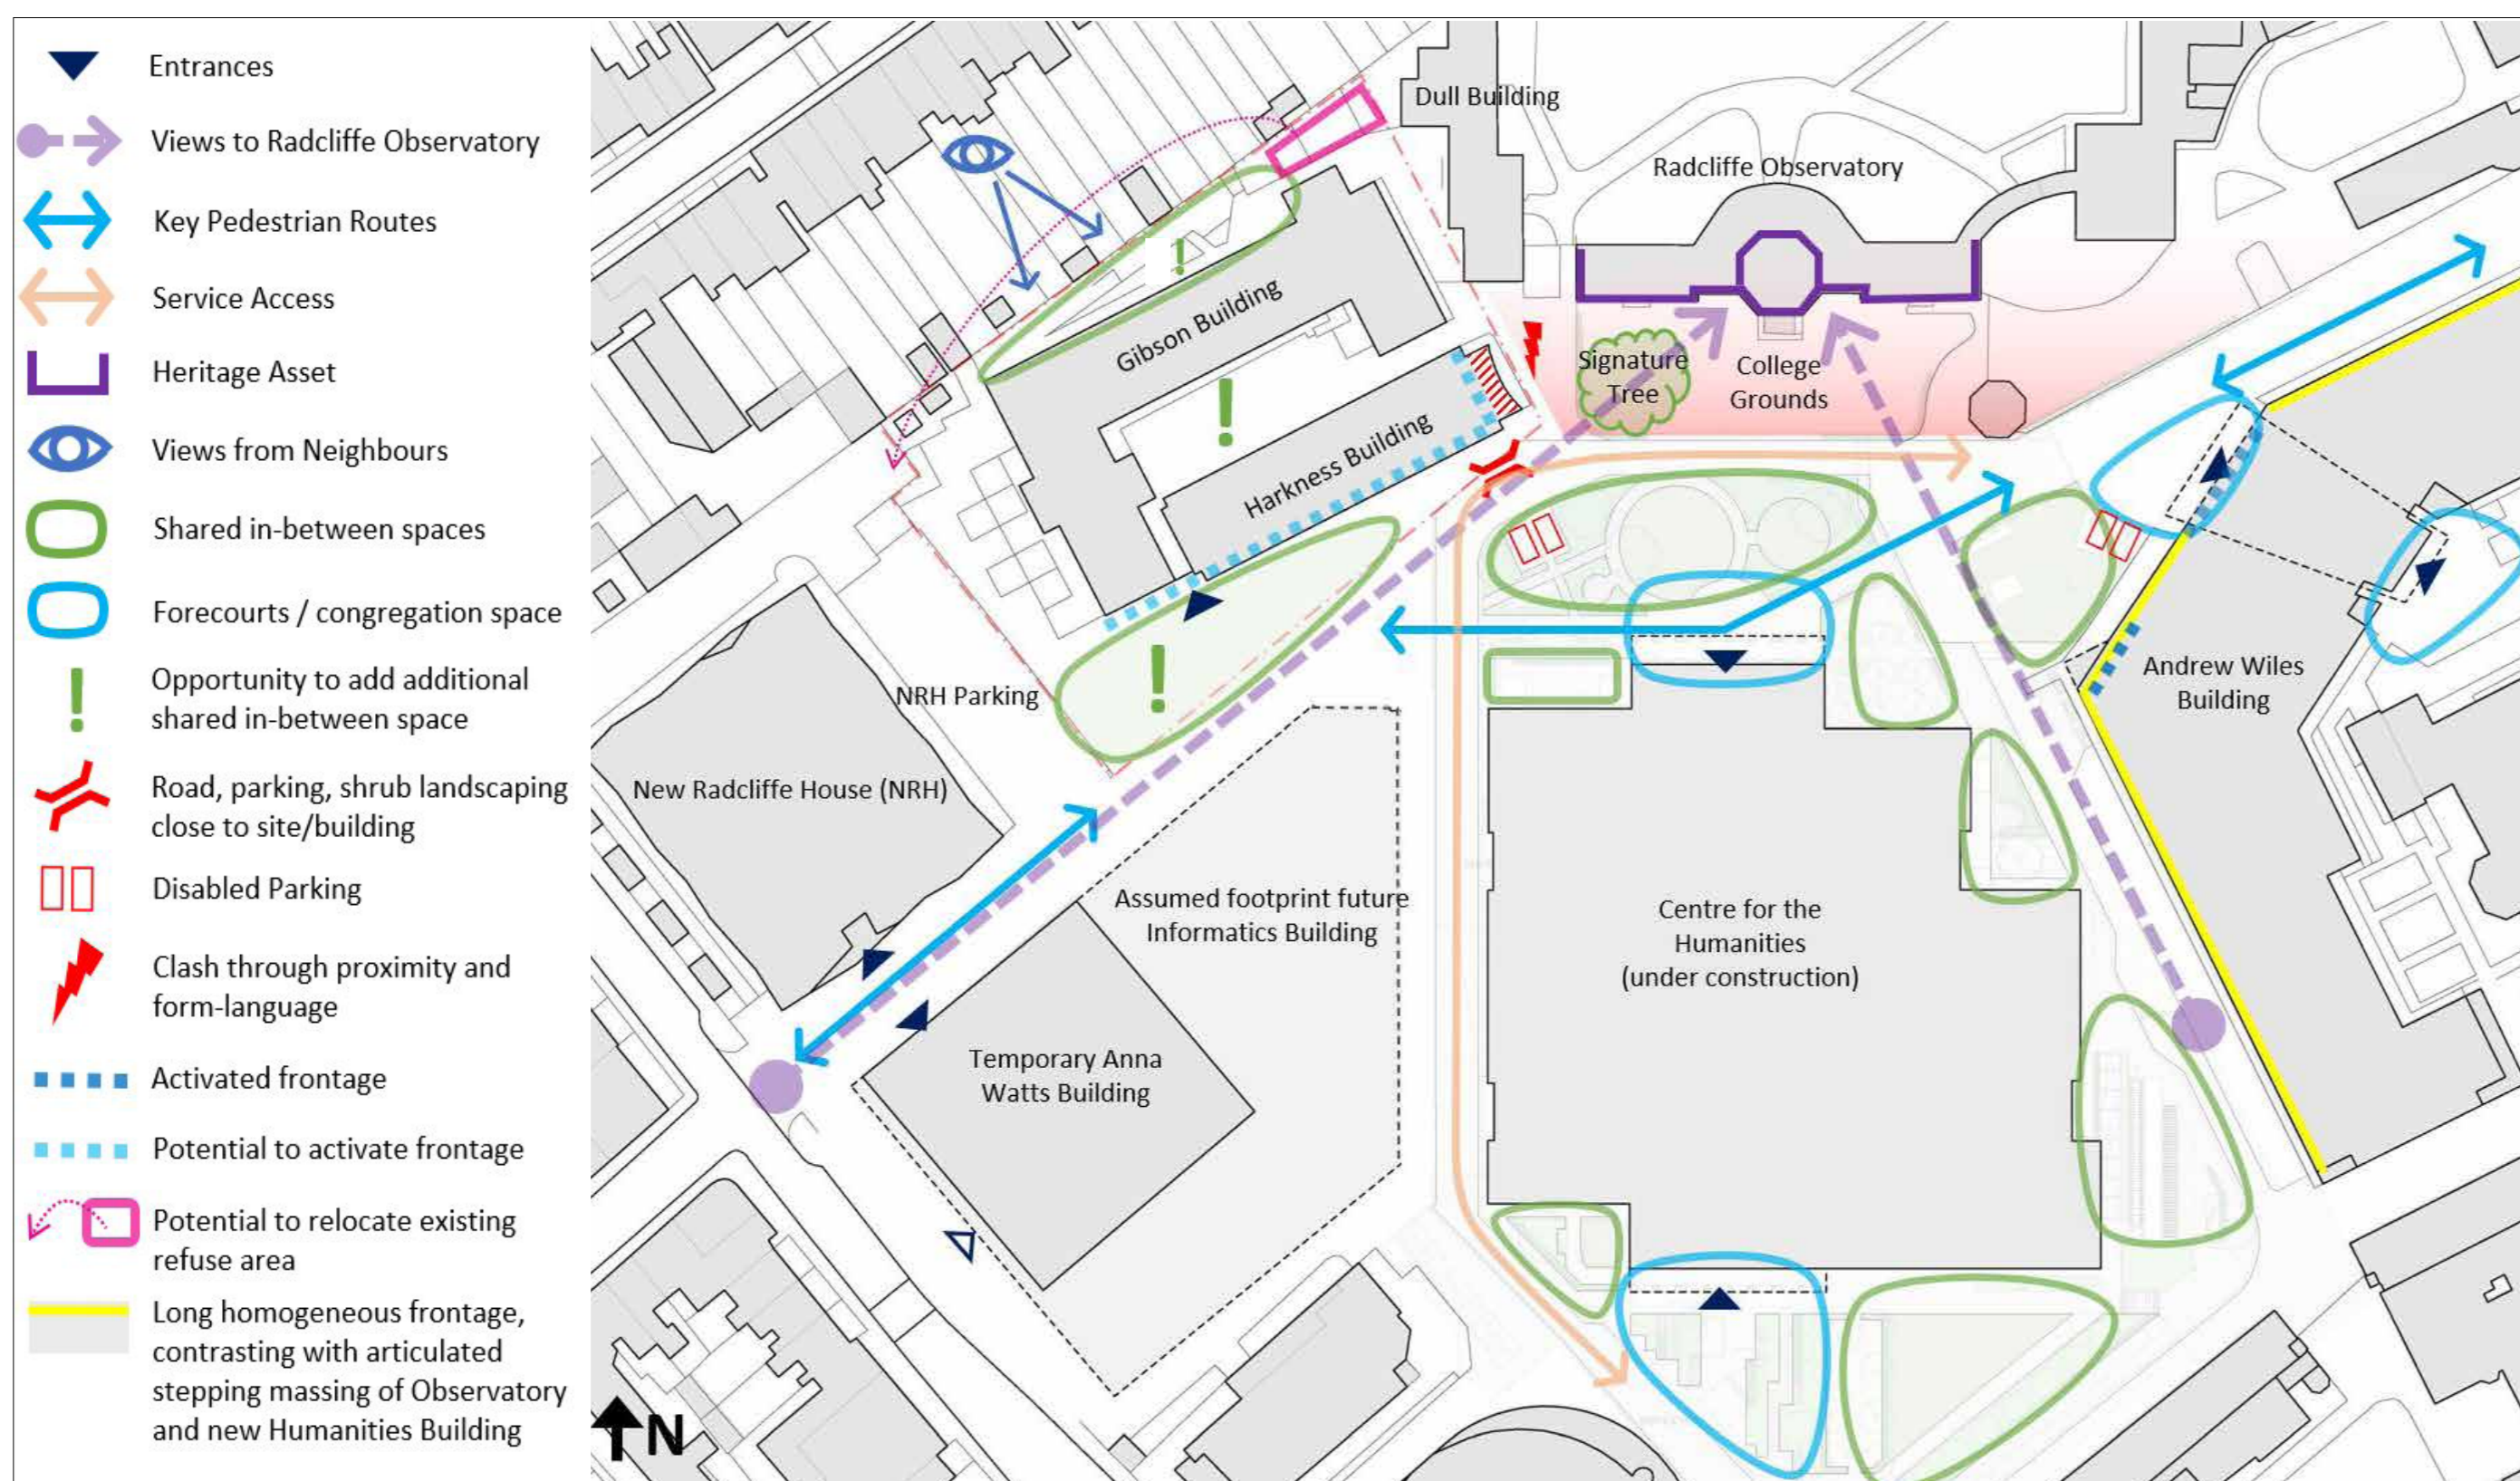 Entrances
Views to Radcliffe Observatory
Key Pedestrian Routes
Service Access
Heritage Asset
Views from Neighbours
Shared in-between spaces
Forecourts / congregation space
Opportunity to add additional
shared in-between space
Road, parking, shrub landscaping
close to site/building
Disabled Parking
Clash through proximity and
form-language
Activated frontage
Potential to activate frontage
Potential to relocate existing
refuse area
Long homogeneous frontage,
contrasting with articulated
stepping massing of Observatory
and new Humanities Building
Dull Building
Radcliffe Observatory
Gibson Building
!
!
Signature
Tree
College
Grounds
Harkness Building
NRH Parking
!
Andrew Wiles
Building
New Radcliffe House (NRH)
Assumed footprint future
Informatics Building
Centre for the
Humanities
(under construction)
Temporary Anna
Watts Building
N